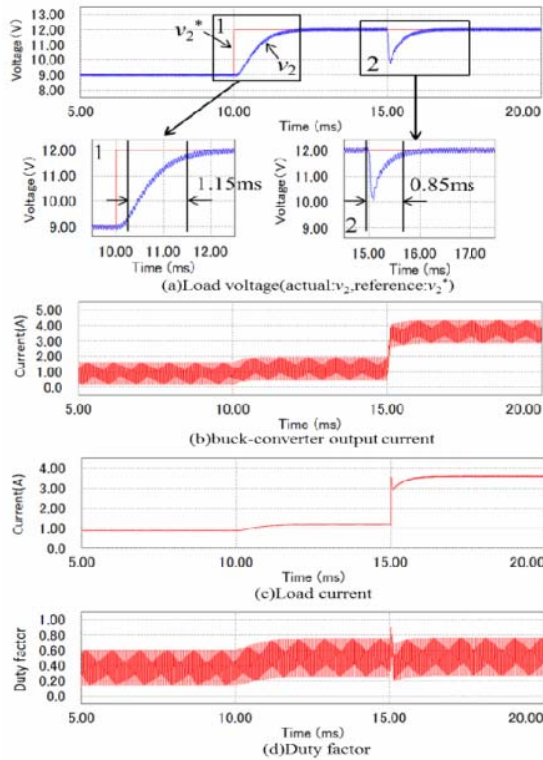 Voltage(V)
13.00
12.00
11.00
10.00
9.00
8.00
v₂*
1
v₂
2
5.00 10.00 15.00 20.00
Time (ms)
Voltage(V)
12.00
11.00
10.00
9.00
1
1.15ms
10.00 11.00 12.00
Time (ms)
Voltage(V)
12.00
11.00
10.00
9.00
2
0.85ms
15.00 16.00 17.00
Time (ms)
(a)Load voltage(actual:v₂,reference:v₂*)
Current(A)
5.00
4.00
3.00
2.00
1.00
0.0
5.00 10.00 15.00 20.00
Time (ms)
(b)buck-converter output current
Current(A)
4.00
3.00
2.00
1.00
0.0
5.00 10.00 15.00 20.00
Time (ms)
(c)Load current
Duty factor
1.00
0.80
0.60
0.40
0.20
0.0
5.00 10.00 15.00 20.00
Time (ms)
(d)Duty factor